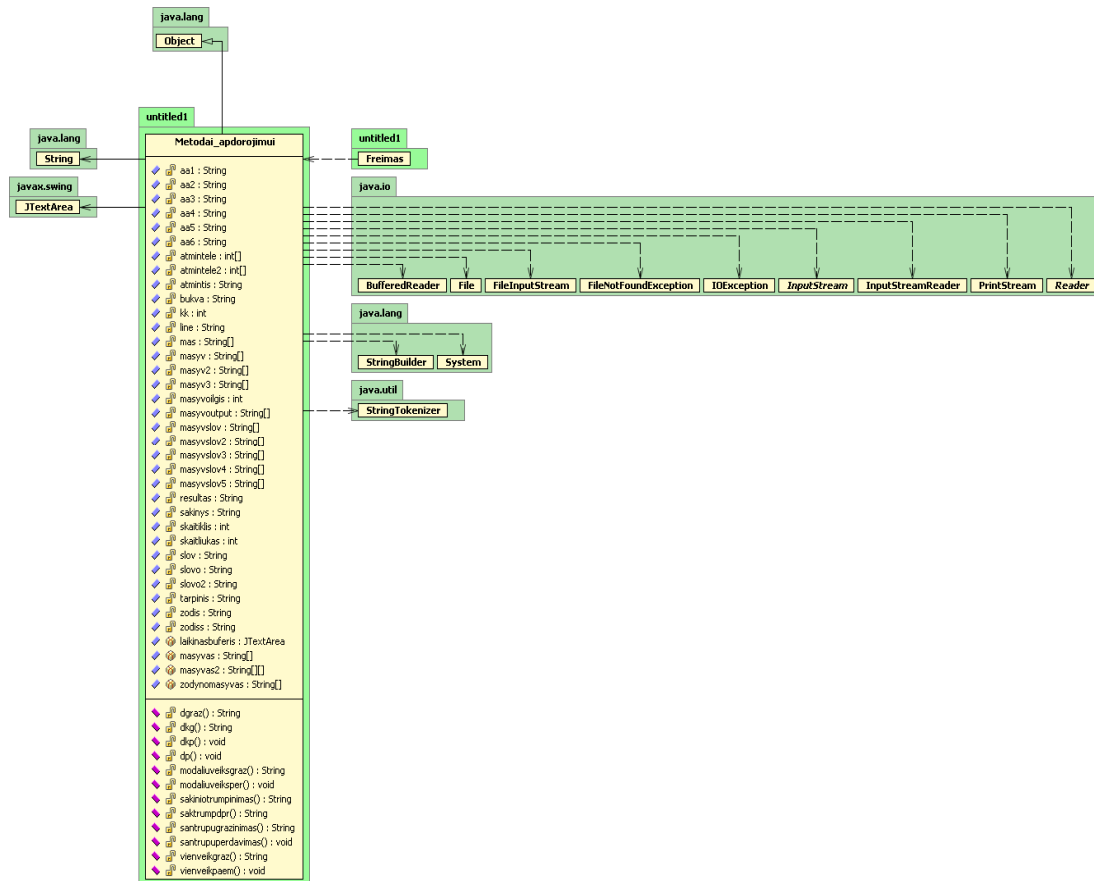 java.lang
Object
untitled1
Metodai_apdorojimui
java.lang
String
javax.swing
JTextArea
aa1 : String
aa2 : String
aa3 : String
aa4 : String
aa5 : String
aa6 : String
atmintele : int[]
atmintele2 : int[]
atmintis : String
bukva : String
kk : int
line : String
mas : String[]
masyv : String[]
masyv2 : String[]
masyv3 : String[]
masyvoilgis : int
masyvoutput : String[]
masyvslov : String[]
masyvslov2 : String[]
masyvslov3 : String[]
masyvslov4 : String[]
masyvslov5 : String[]
resultas : String
sakinys : String
skaitiklis : int
skaitliukas : int
slov : String
slovo : String
slovo2 : String
tarpinis : String
zodis : String
zodiss : String
laikinasbuferis : JTextArea
masyvas : String[]
masyvas2 : String[][]
zodynomasyvas : String[]
dgraz() : String
dkg() : String
dkp() : void
dp() : void
modaliuveiksgraz() : String
modaliuveiksper() : void
sakiniotrumpinimas() : String
saktrumpdpr() : String
santrupugrazinimas() : String
santrupuperdavimas() : void
vienveikgraz() : String
vienveikpaem() : void
untitled1
Freimas
java.io
BufferedReader File FileInputStream FileNotFoundException IOException InputStream InputStreamReader PrintStream Reader
java.lang
StringBuilder System
java.util
StringTokenizer